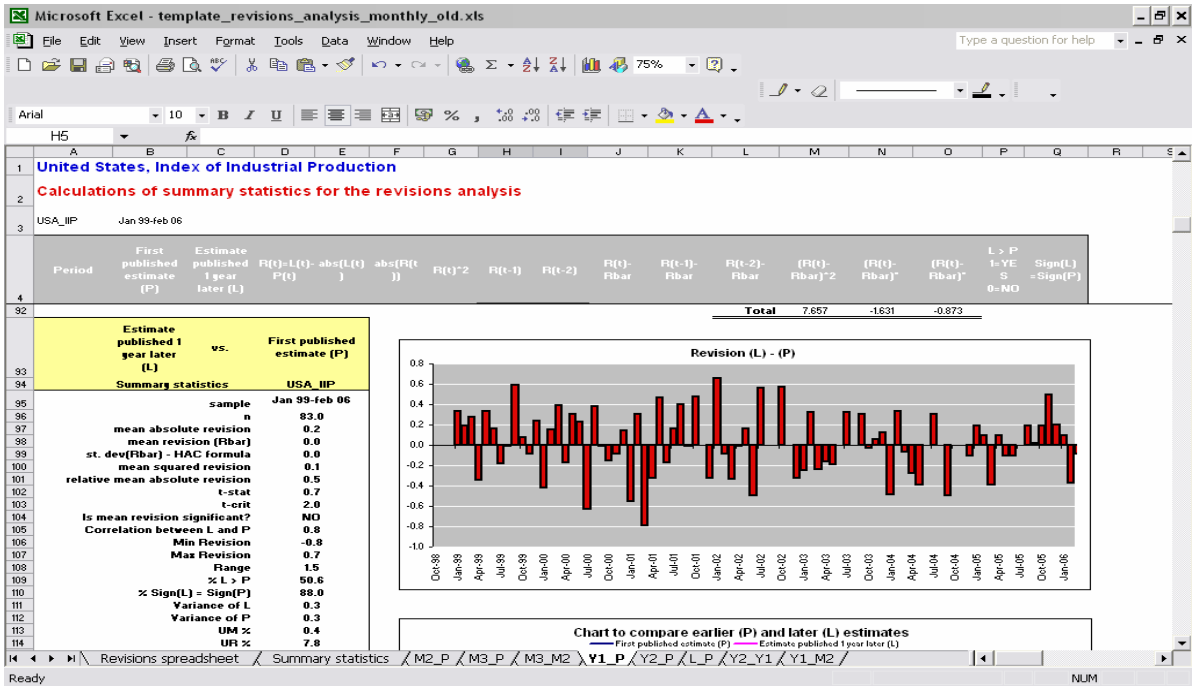 Microsoft Excel - template_revisions_analysis_monthly_old.xls
File Edit View Insert Format Tools Data Window Help
Type a question for help
75%
Arial 10 B I U
H5 fx
A B C D E F G H I J K L M N O P Q R S
1 United States, Index of Industrial Production
2 Calculations of summary statistics for the revisions analysis
3 USA_IIP Jan 99-feb 06
4 Period First published estimate (P) Estimate published 1 year later (L) R(t)=L(t)-P(t) abs(L(t)) abs(R(t)) R(t)^2 R(t-1) R(t-2) R(t)-Rbar R(t-1)-Rbar R(t-2)-Rbar (R(t)-Rbar)^2 (R(t)-Rbar)* (R(t)-Rbar)* L > P 1=YES 0=NO Sign(L)=Sign(P)
92 Total 7.657 -1.631 -0.873
93 Estimate published 1 year later (L) vs. First published estimate (P)
94 Summary statistics USA_IIP
95 sample Jan 99-feb 06
96 n 83.0
97 mean absolute revision 0.2
98 mean revision (Rbar) 0.0
99 st. dev(Rbar) - HAC formula 0.0
100 mean squared revision 0.1
101 relative mean absolute revision 0.5
102 t-stat 0.7
103 t-crit 2.0
104 Is mean revision significant? NO
105 Correlation between L and P 0.8
106 Min Revision -0.8
107 Max Revision 0.7
108 Range 1.5
109 % L > P 50.6
110 % Sign(L) = Sign(P) 88.0
111 Variance of L 0.3
112 Variance of P 0.3
113 UM % 0.4
114 UR % 7.8
Revision (L) - (P)
0.8
0.6
0.4
0.2
0.0
-0.2
-0.4
-0.6
-0.8
-1.0
Oct-98 Jan-99 Apr-99 Jul-99 Oct-99 Jan-00 Apr-00 Jul-00 Oct-00 Jan-01 Apr-01 Jul-01 Oct-01 Jan-02 Apr-02 Jul-02 Oct-02 Jan-03 Apr-03 Jul-03 Oct-03 Jan-04 Apr-04 Jul-04 Oct-04 Jan-05 Apr-05 Jul-05 Oct-05 Jan-06
Chart to compare earlier (P) and later (L) estimates
First published estimate (P) Estimate published 1 year later (L)
Revisions spreadsheet / Summary statistics / M2_P / M3_P / M3_M2 \ Y1_P / Y2_P / L_P / Y2_Y1 / Y1_M2 /
Ready NUM